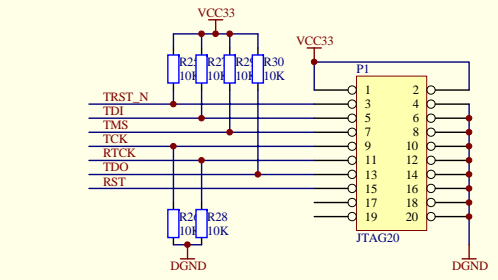 VCC33
VCC33
R25 R27 R29 R30
10K 10K 10K 10K
P1
TRST_N
TDI
TMS
TCK
RTCK
TDO
RST
1 2
3 4
5 6
7 8
9 10
11 12
13 14
15 16
17 18
19 20
R26 R28
10K 10K
JTAG20
DGND
DGND